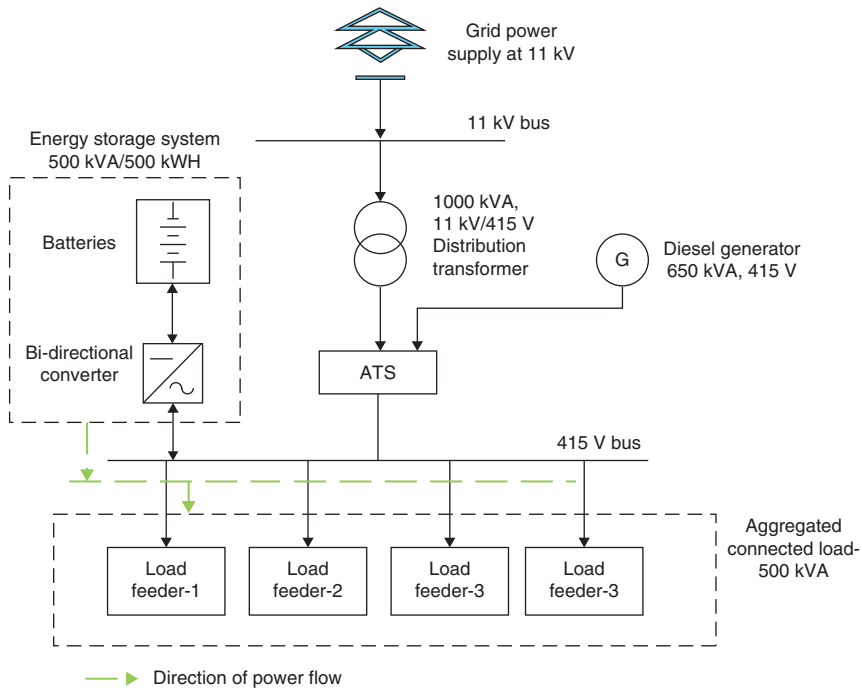 Grid power
supply at 11 kV
11 kV bus
Energy storage system
500 kVA/500 kWH
Batteries
Bi-directional
converter
1000 kVA,
11 kV/415 V
Distribution
transformer
G
Diesel generator
650 kVA, 415 V
ATS
415 V bus
Load
feeder-1
Load
feeder-2
Load
feeder-3
Load
feeder-3
Aggregated
connected load-
500 kVA
Direction of power flow